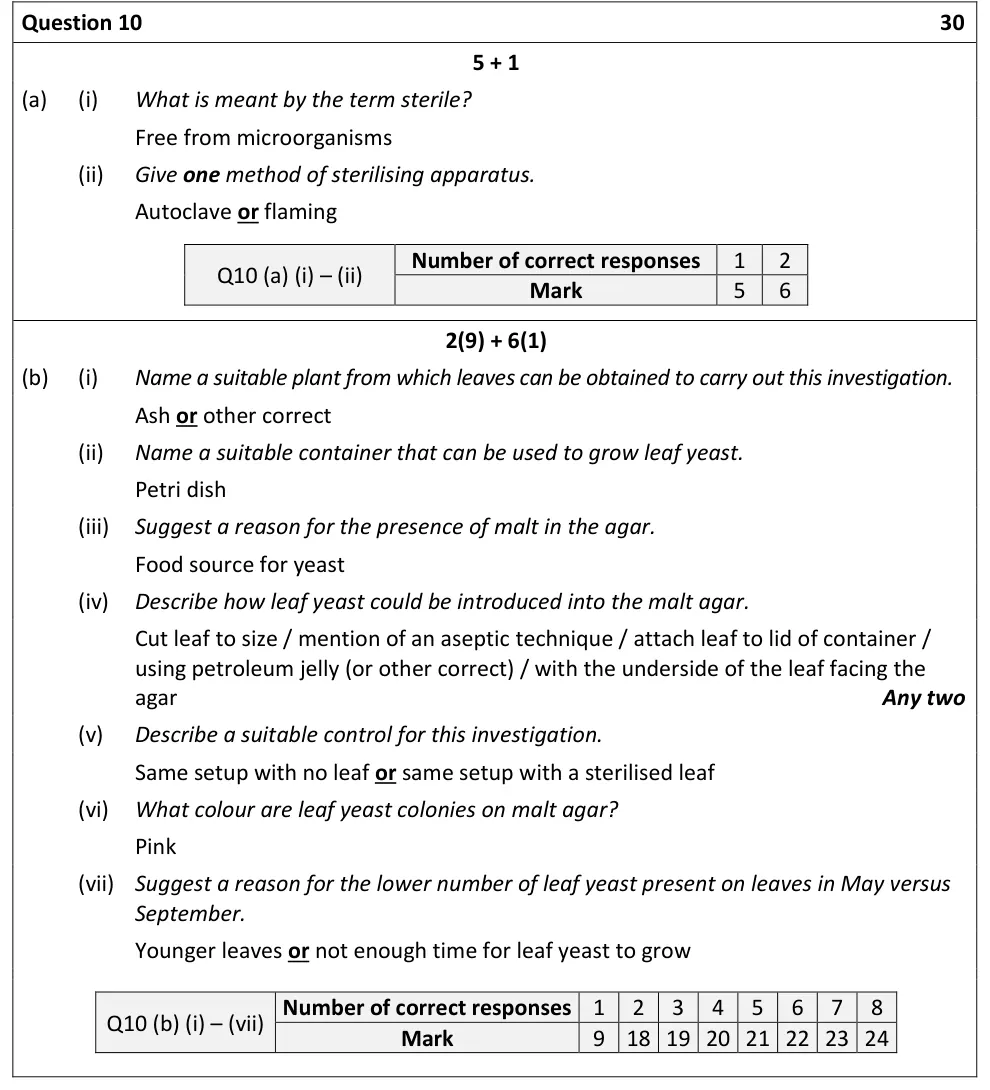 Question 10 30
5 + 1
(a) (i) What is meant by the term sterile?
Free from microorganisms
(ii) Give one method of sterilising apparatus.
Autoclave or flaming
Q10 (a) (i) – (ii)
Number of correct responses 1 2
Mark 5 6
2(9) + 6(1)
(b) (i) Name a suitable plant from which leaves can be obtained to carry out this investigation.
Ash or other correct
(ii) Name a suitable container that can be used to grow leaf yeast.
Petri dish
(iii) Suggest a reason for the presence of malt in the agar.
Food source for yeast
(iv) Describe how leaf yeast could be introduced into the malt agar.
Cut leaf to size / mention of an aseptic technique / attach leaf to lid of container /
using petroleum jelly (or other correct) / with the underside of the leaf facing the
agar Any two
(v) Describe a suitable control for this investigation.
Same setup with no leaf or same setup with a sterilised leaf
(vi) What colour are leaf yeast colonies on malt agar?
Pink
(vii) Suggest a reason for the lower number of leaf yeast present on leaves in May versus
September.
Younger leaves or not enough time for leaf yeast to grow
Q10 (b) (i) – (vii)
Number of correct responses 1 2 3 4 5 6 7 8
Mark 9 18 19 20 21 22 23 24